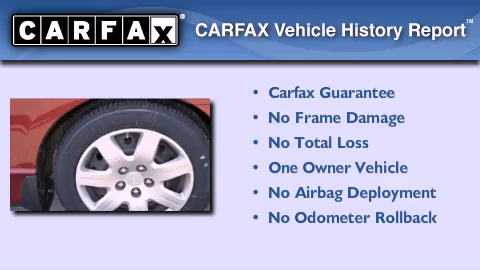 CARFAX® CARFAX Vehicle History Report™
• Carfax Guarantee
• No Frame Damage
• No Total Loss
• One Owner Vehicle
• No Airbag Deployment
• No Odometer Rollback